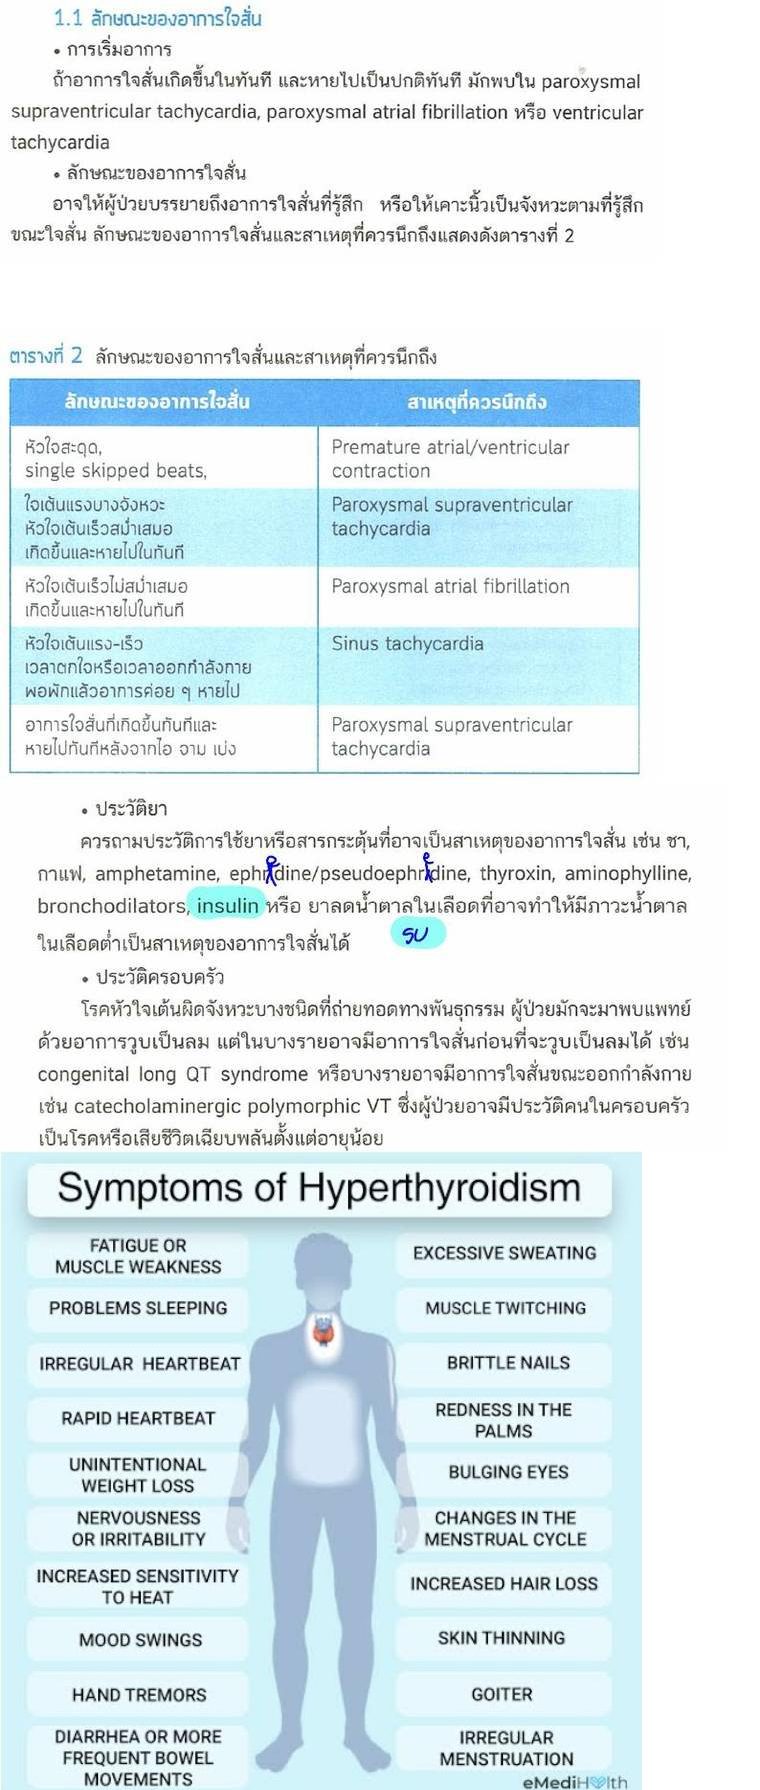 1.1 ลักษณะของอาการใจสั่น
• การเริ่มอาการ
ถ้าอาการใจสั่นเกิดขึ้นในทันที และหายไปเป็นปกติทันที มักพบใน paroxysmal
supraventricular tachycardia, paroxysmal atrial fibrillation หรือ ventricular
tachycardia
• ลักษณะของอาการใจสั่น
อาจให้ผู้ป่วยบรรยายถึงอาการใจสั่นที่รู้สึก หรือให้เคาะนิ้วเป็นจังหวะตามที่รู้สึก
ขณะใจสั่น ลักษณะของอาการใจสั่นและสาเหตุที่ควรนึกถึงแสดงดังตารางที่ 2
ตารางที่ 2 ลักษณะของอาการใจสั่นและสาเหตุที่ควรนึกถึง
ลักษณะของอาการใจสั่น สาเหตุที่ควรนึกถึง
หัวใจสะดุด, Premature atrial/ventricular
single skipped beats, contraction
ใจเต้นแรงบางจังหวะ Paroxysmal supraventricular
หัวใจเต้นเร็วสม่ำเสมอ tachycardia
เกิดขึ้นและหายไปในทันที
หัวใจเต้นเร็วไม่สม่ำเสมอ Paroxysmal atrial fibrillation
เกิดขึ้นและหายไปในทันที
หัวใจเต้นแรง-เร็ว Sinus tachycardia
เวลาตกใจหรือเวลาออกกำลังกาย
พอพักแล้วอาการค่อย ๆ หายไป
อาการใจสั่นที่เกิดขึ้นทันทีและ Paroxysmal supraventricular
หายไปทันทีหลังจากไอ จาม เบ่ง tachycardia
• ประวัติยา
ควรถามประวัติการใช้ยาหรือสารกระตุ้นที่อาจเป็นสาเหตุของอาการใจสั่น เช่น ชา,
กาแฟ, amphetamine, ephridine/pseudoephridine, thyroxin, aminophylline,
bronchodilators, insulin หรือ ยาลดน้ำตาลในเลือดที่อาจทำให้มีภาวะน้ำตาล
ในเลือดต่ำเป็นสาเหตุของอาการใจสั่นได้ SU
• ประวัติครอบครัว
โรคหัวใจเต้นผิดจังหวะบางชนิดที่ถ่ายทอดทางพันธุกรรม ผู้ป่วยมักจะมาพบแพทย์
ด้วยอาการวูบเป็นลม แต่ในบางรายอาจมีอาการใจสั่นก่อนที่จะวูบเป็นลมได้ เช่น
congenital long QT syndrome หรือบางรายอาจมีอาการใจสั่นขณะออกกำลังกาย
เช่น catecholaminergic polymorphic VT ซึ่งผู้ป่วยอาจมีประวัติคนในครอบครัว
เป็นโรคหรือเสียชีวิตเฉียบพลันตั้งแต่อายุน้อย
Symptoms of Hyperthyroidism
FATIGUE OR
MUSCLE WEAKNESS
EXCESSIVE SWEATING
PROBLEMS SLEEPING
MUSCLE TWITCHING
IRREGULAR HEARTBEAT
BRITTLE NAILS
RAPID HEARTBEAT
REDNESS IN THE
PALMS
UNINTENTIONAL
WEIGHT LOSS
BULGING EYES
NERVOUSNESS
OR IRRITABILITY
CHANGES IN THE
MENSTRUAL CYCLE
INCREASED SENSITIVITY
TO HEAT
INCREASED HAIR LOSS
MOOD SWINGS
SKIN THINNING
HAND TREMORS
GOITER
DIARRHEA OR MORE
FREQUENT BOWEL
MOVEMENTS
IRREGULAR
MENSTRUATION
eMediHealth